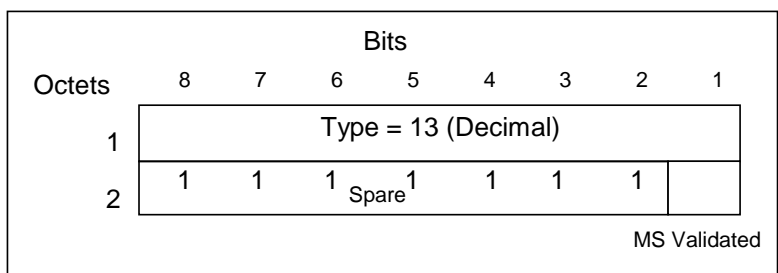 Bits
Octets 8 7 6 5 4 3 2 1
1 Type = 13 (Decimal)
2 1 1 1 Spare 1 1 1 1
MS Validated